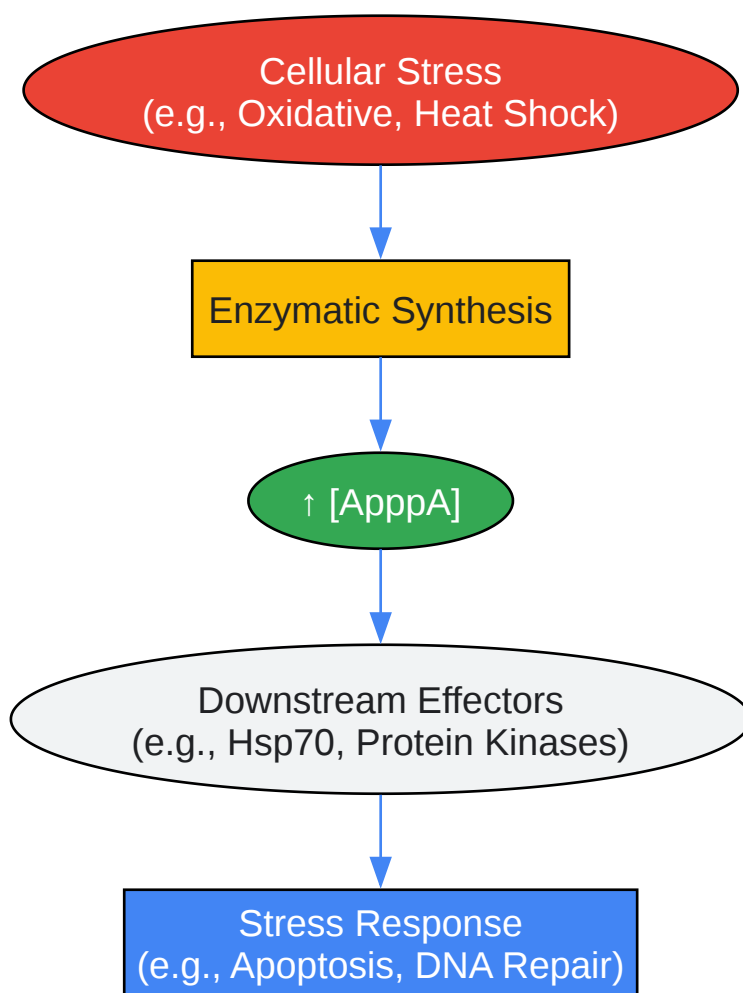 Cellular Stress
(e.g., Oxidative, Heat Shock)
Enzymatic Synthesis
↑ [ApppA]
Downstream Effectors
(e.g., Hsp70, Protein Kinases)
Stress Response
(e.g., Apoptosis, DNA Repair)